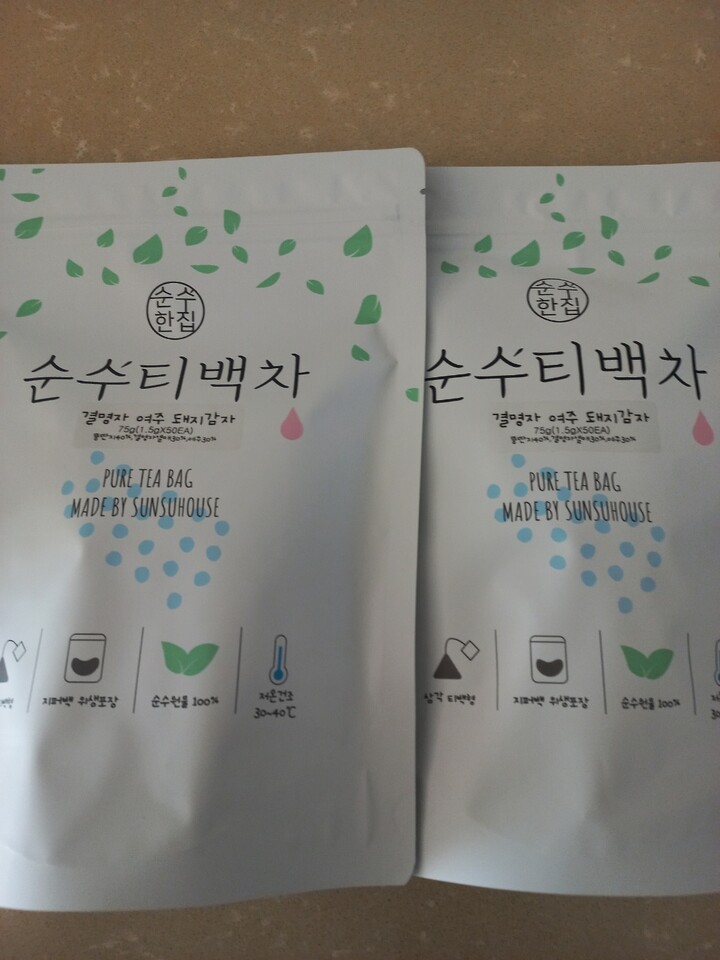 순수
한집
순수티백차
결명자 여주 돼지감자
75g(1.5gX50EA)
PURE TEA BAG
MADE BY SUNSUHOUSE
지퍼백 위생포장
순수원물 100%
저온건조
30~40℃
순수
한집
순수티백차
결명자 여주 돼지감자
75g(1.5gX50EA)
PURE TEA BAG
MADE BY SUNSUHOUSE
삼각 티백형
지퍼백 위생포장
순수원물 100%